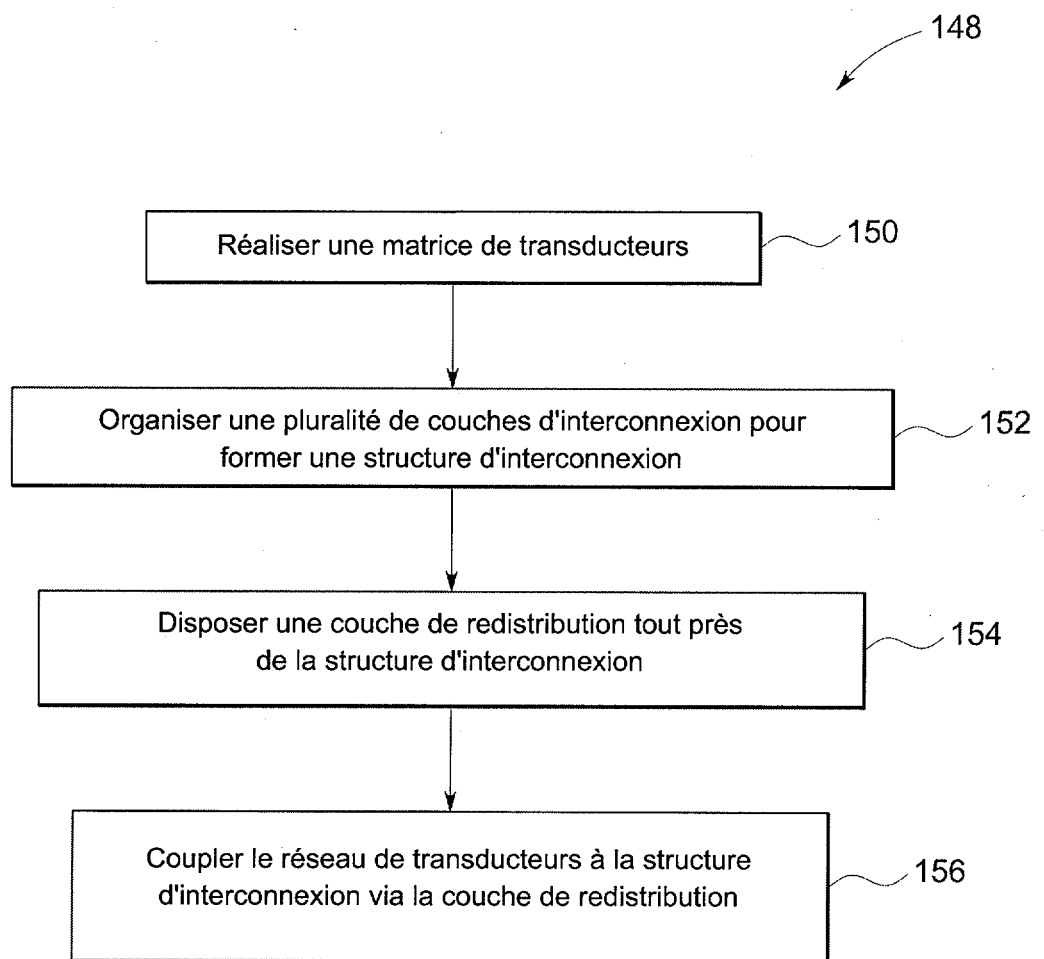 148
Réaliser une matrice de transducteurs
150
Organiser une pluralité de couches d'interconnexion pour
former une structure d'interconnexion
152
Disposer une couche de redistribution tout près
de la structure d'interconnexion
154
Coupler le réseau de transducteurs à la structure
d'interconnexion via la couche de redistribution
156